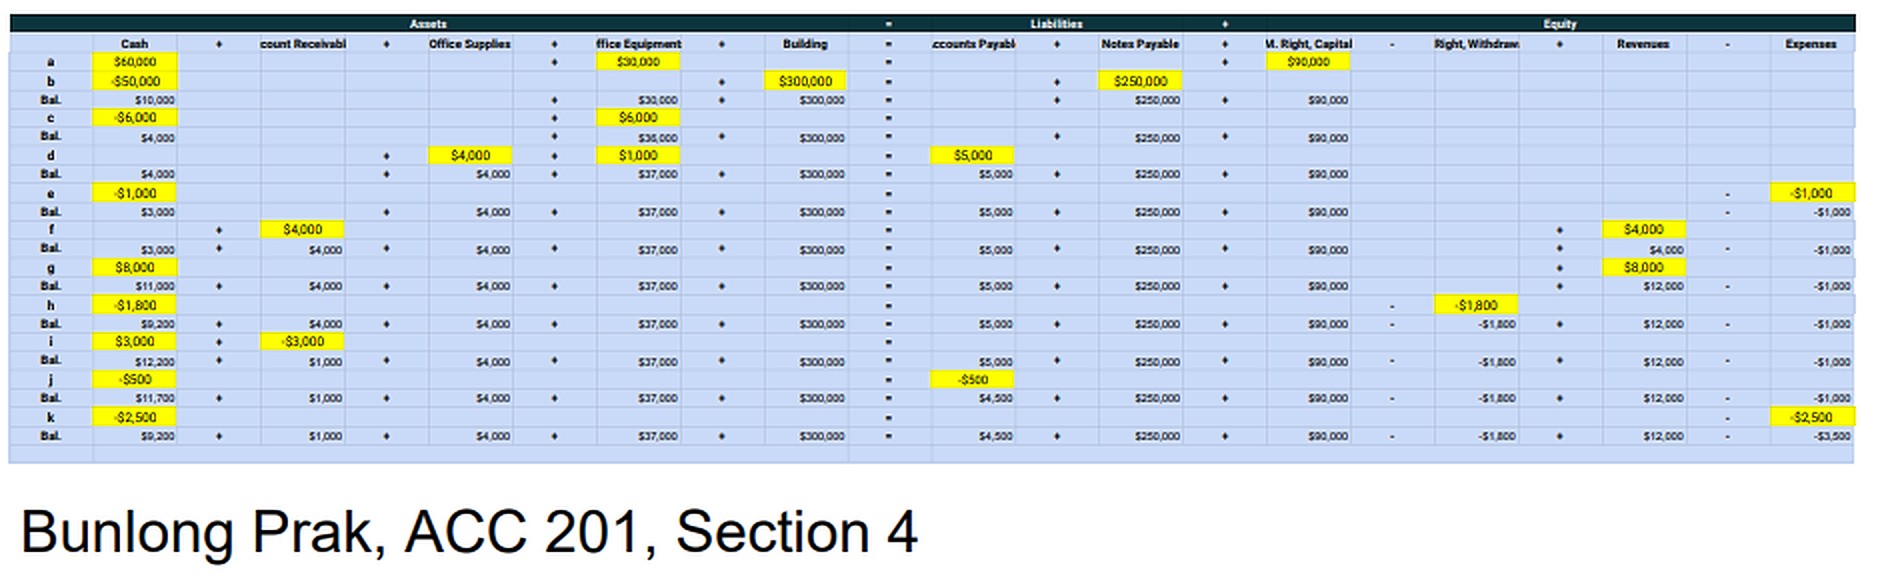 Assets = Liabilities + Equity
Cash + count Receivabl + Office Supplies + ffice Equipment + Building = ccounts Payabl + Notes Payable + M. Right, Capital - Right, Withdraw + Revenues - Expenses
a $60,000 + $30,000 = + $90,000
b -$50,000 + $300,000 = + $250,000
Bal. $10,000 + $30,000 + $300,000 = + $250,000 + $90,000
c -$6,000 + $6,000 =
Bal. $4,000 + $36,000 + $300,000 = + $250,000 + $90,000
d + $4,000 + $1,000 = $5,000
Bal. $4,000 + $4,000 + $37,000 + $300,000 = $5,000 + $250,000 + $90,000
e -$1,000 = - -$1,000
Bal. $3,000 + $4,000 + $37,000 + $300,000 = $5,000 + $250,000 + $90,000 - -$1,000
f + $4,000 = + $4,000
Bal. $3,000 + $4,000 + $4,000 + $37,000 + $300,000 = $5,000 + $250,000 + $90,000 + $4,000 - -$1,000
g $8,000 = + $8,000
Bal. $11,000 + $4,000 + $4,000 + $37,000 + $300,000 = $5,000 + $250,000 + $90,000 + $12,000 - -$1,000
h -$1,800 = - -$1,800
Bal. $9,200 + $4,000 + $4,000 + $37,000 + $300,000 = $5,000 + $250,000 + $90,000 - -$1,800 + $12,000 - -$1,000
i $3,000 + -$3,000 =
Bal. $12,200 + $1,000 + $4,000 + $37,000 + $300,000 = $5,000 + $250,000 + $90,000 - -$1,800 + $12,000 - -$1,000
j -$500 = -$500
Bal. $11,700 + $1,000 + $4,000 + $37,000 + $300,000 = $4,500 + $250,000 + $90,000 - -$1,800 + $12,000 - -$1,000
k -$2,500 = - -$2,500
Bal. $9,200 + $1,000 + $4,000 + $37,000 + $300,000 = $4,500 + $250,000 + $90,000 - -$1,800 + $12,000 - -$3,500
Bunlong Prak, ACC 201, Section 4